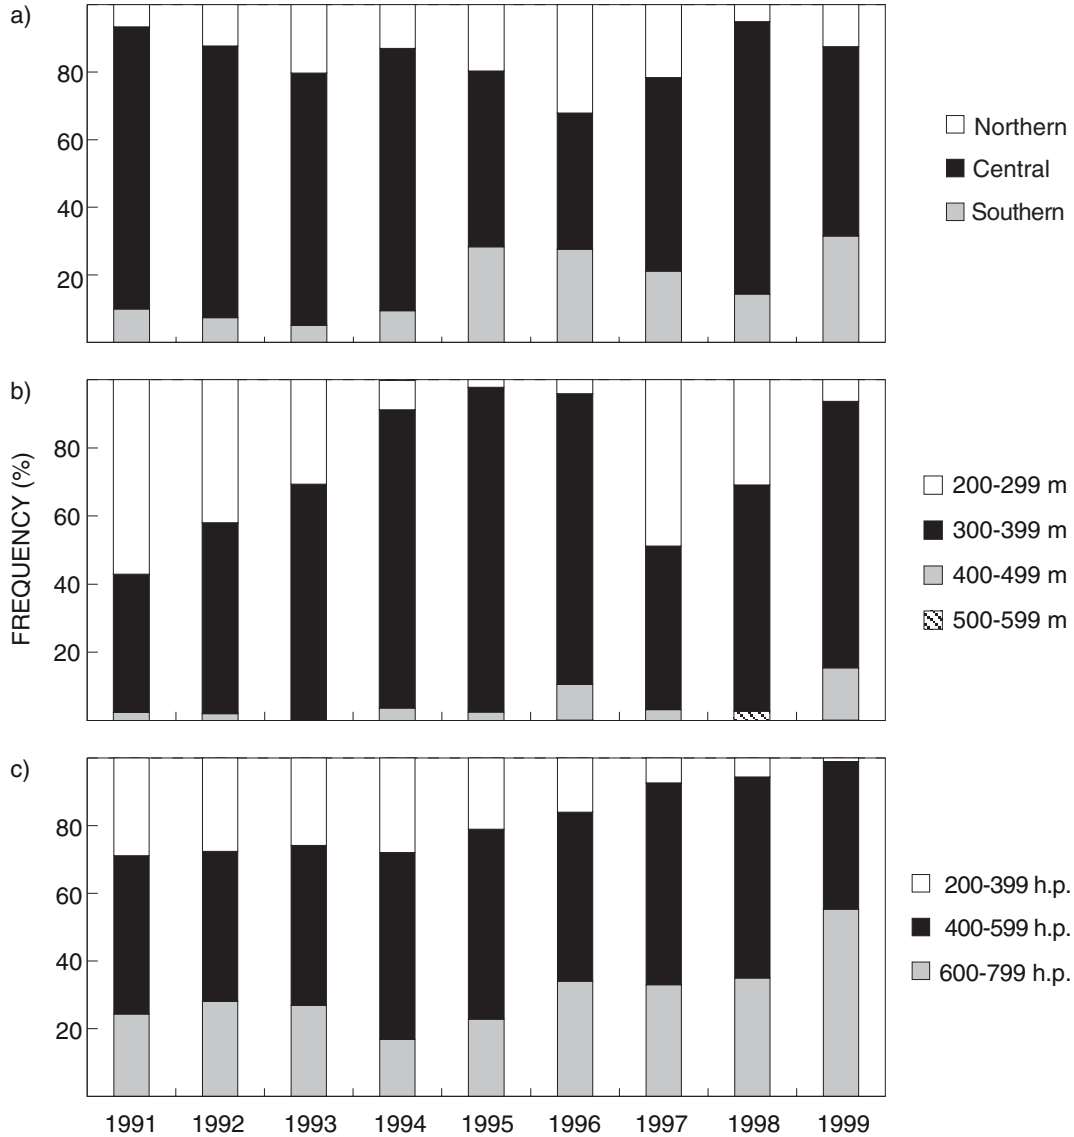 a)
80
60
40
20
Northern
Central
Southern
b)
80
60
40
20
FREQUENCY (%)
200-299 m
300-399 m
400-499 m
500-599 m
c)
80
60
40
20
200-399 h.p.
400-599 h.p.
600-799 h.p.
1991 1992 1993 1994 1995 1996 1997 1998 1999